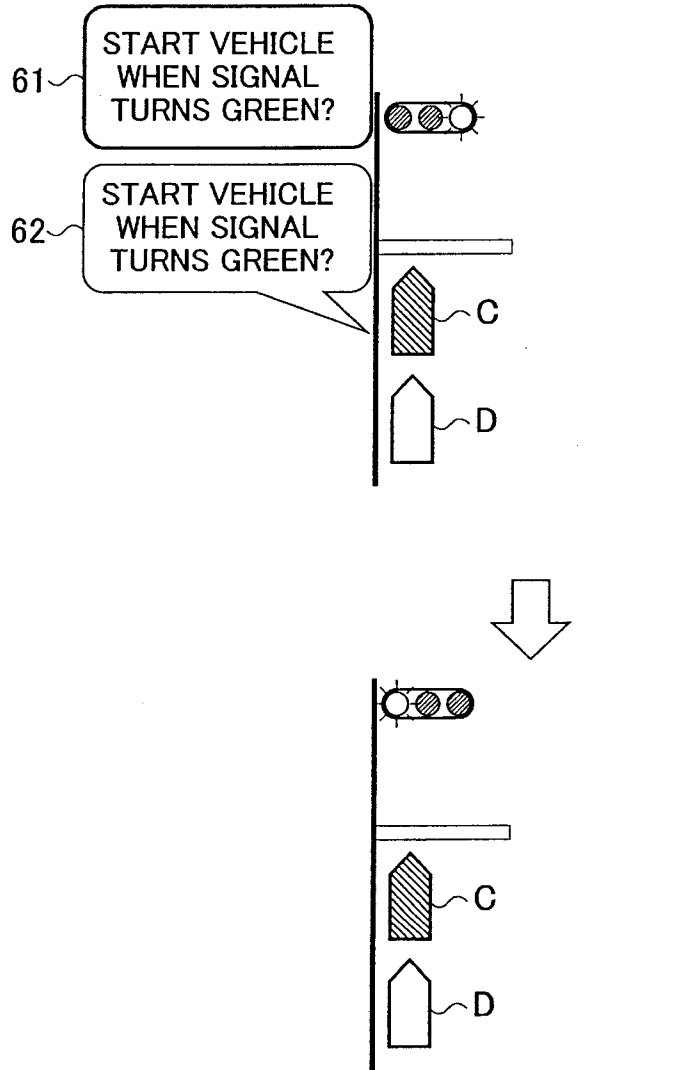 61
START VEHICLE
WHEN SIGNAL
TURNS GREEN?
62
START VEHICLE
WHEN SIGNAL
TURNS GREEN?
C
D
C
D